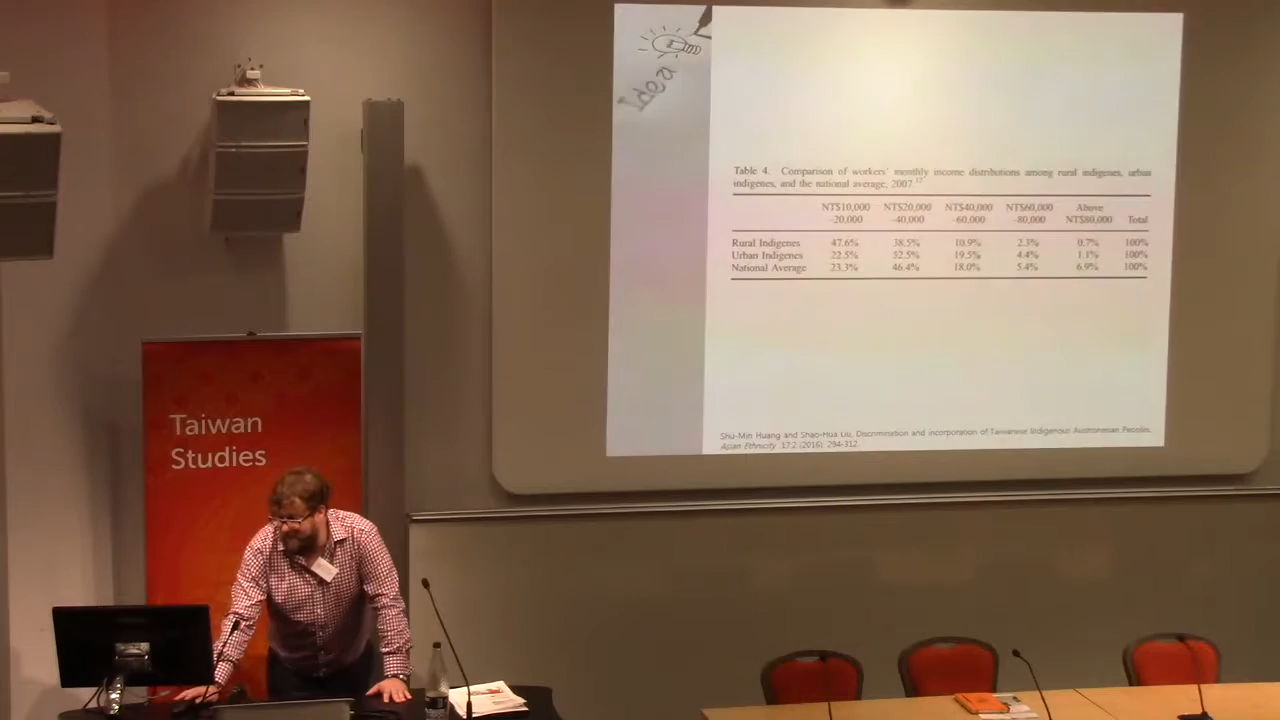 Idea
Table 4. Comparison of workers' monthly income distributions among rural indigenes, urban
indigenes, and the national average, 2007.
NT$10,000 NT$20,000 NT$40,000 NT$60,000 Above
-20,000 -40,000 -60,000 -80,000 NT$80,000 Total
Rural Indigenes 47.6% 38.5% 10.9% 2.3% 0.7% 100%
Urban Indigenes 22.5% 52.5% 19.5% 4.4% 1.1% 100%
National Average 23.3% 46.4% 18.0% 5.4% 6.9% 100%
Shu-Min Huang and Shao-Hua Liu, Discrimination and incorporation of Taiwanese Indigenous Austronesian Peoples,
Asian Ethnicity 17:2 (2016): 294-312
Taiwan
Studies